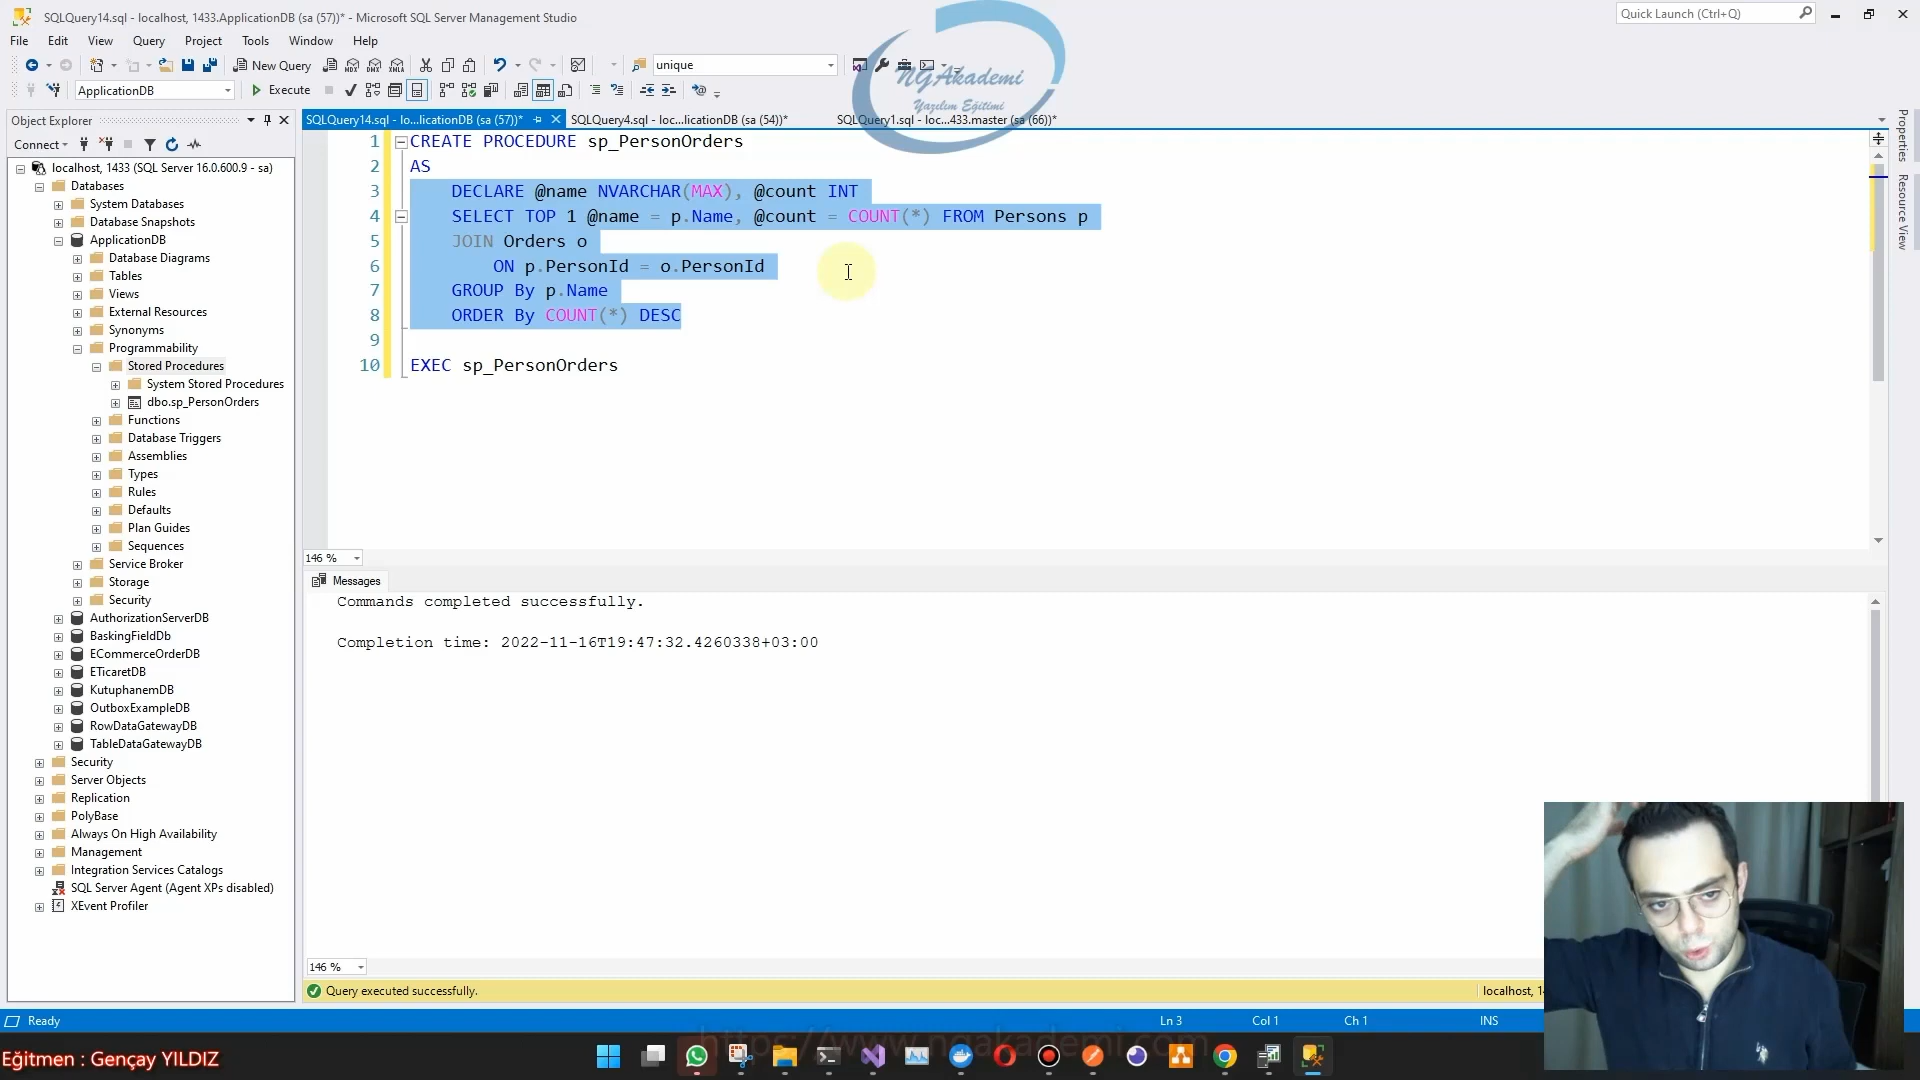 SQLQuery14.sql - localhost, 1433.ApplicationDB (sa (57))* - Microsoft SQL Server Management Studio
Quick Launch (Ctrl+Q)
File Edit View Query Project Tools Window Help
New Query
unique
ApplicationDB
Execute
NGAkademi
Yazılım Eğitimi
Object Explorer
SQLQuery14.sql - lo...licationDB (sa (57))*
SQLQuery4.sql - loc...licationDB (sa (54))*
SQLQuery1.sql - loc...433.master (sa (66))*
Properties
Resource View
Connect
localhost, 1433 (SQL Server 16.0.600.9 - sa)
Databases
System Databases
Database Snapshots
ApplicationDB
Database Diagrams
Tables
Views
External Resources
Synonyms
Programmability
Stored Procedures
System Stored Procedures
dbo.sp_PersonOrders
Functions
Database Triggers
Assemblies
Types
Rules
Defaults
Plan Guides
Sequences
Service Broker
Storage
Security
AuthorizationServerDB
BaskingFieldDb
ECommerceOrderDB
ETicaretDB
KutuphanemDB
OutboxExampleDB
RowDataGatewayDB
TableDataGatewayDB
Security
Server Objects
Replication
PolyBase
Always On High Availability
Management
Integration Services Catalogs
SQL Server Agent (Agent XPs disabled)
XEvent Profiler
1 CREATE PROCEDURE sp_PersonOrders
2 AS
3 DECLARE @name NVARCHAR(MAX), @count INT
4 SELECT TOP 1 @name = p.Name, @count = COUNT(*) FROM Persons p
5 JOIN Orders o
6 ON p.PersonId = o.PersonId
7 GROUP By p.Name
8 ORDER By COUNT(*) DESC
9
10 EXEC sp_PersonOrders
146 %
Messages
Commands completed successfully.
Completion time: 2022-11-16T19:47:32.4260338+03:00
146 %
Query executed successfully.
localhost, 1
Ready
Ln 3
Col 1
Ch 1
INS
http://www.ngakademi.com
Eğitmen : Gençay YILDIZ